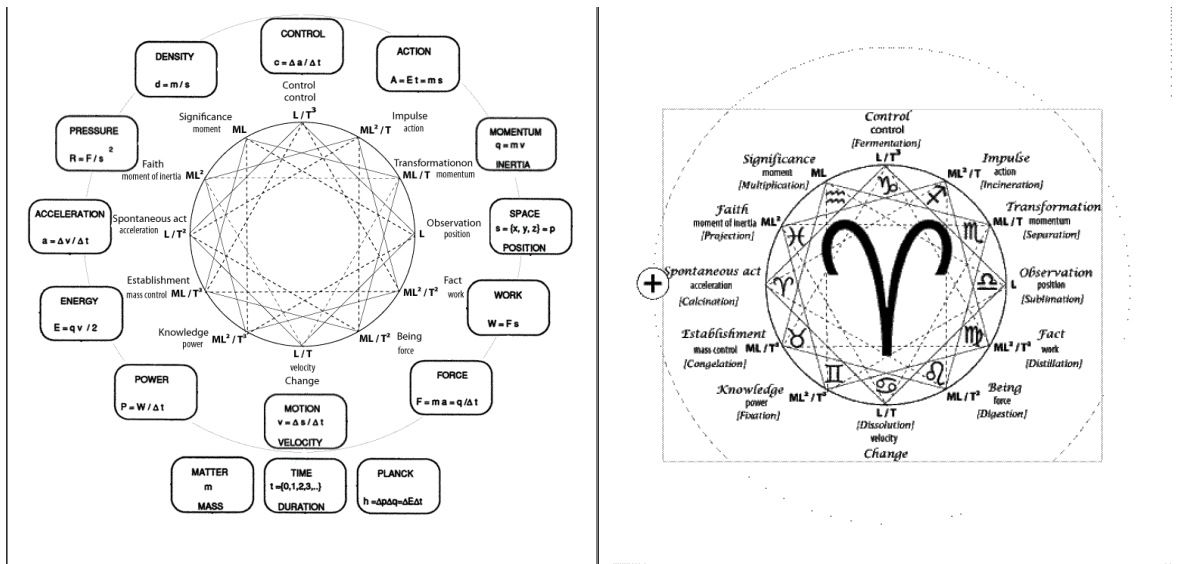 CONTROL
c = Δa / Δt
DENSITY
d = m / s
ACTION
A = E t = m s
Control
control
L / T³
Significance
moment ML
Impulse
ML² / T action
PRESSURE
R = F / s ²
MOMENTUM
q = m v
INERTIA
Faith
moment of inertia ML²
Transformationon
ML / T momentum
ACCELERATION
a = Δv / Δt
Spontaneous act
acceleration
L / T²
Observation
L position
SPACE
s = {x, y, z} = p
POSITION
Establishment
mass control ML / T³
Fact
ML² / T² work
ENERGY
E = q v / 2
WORK
W = F s
Knowledge
power ML² / T³
Being
ML / T² force
L / T
velocity
Change
POWER
P = W / Δt
FORCE
F = m a = q / Δt
MOTION
v = Δ s / Δ t
VELOCITY
MATTER
m
MASS
TIME
t = {0,1,2,3,..}
DURATION
PLANCK
h = ΔpΔq = ΔEΔt
Control
control
[Fermentation]
L / T³
Significance
moment ML
[Multiplication]
Impulse
ML² / T action
[Incineration]
Faith
moment of inertia ML²
[Projection]
Transformation
ML / T momentum
[Separation]
Spontaneous act
acceleration
[Calcination]
Observation
position
L [Sublimation]
Establishment
mass control ML / T³
[Congelation]
Fact
ML² / T² work
[Distillation]
Knowledge
power ML² / T³
[Fixation]
Being
ML / T² force
[Digestion]
L / T
[Dissolution]
velocity
Change
♑
♐
♏
♎
♍
♌
♋
♊
♉
♈
♓
♒
♈
+